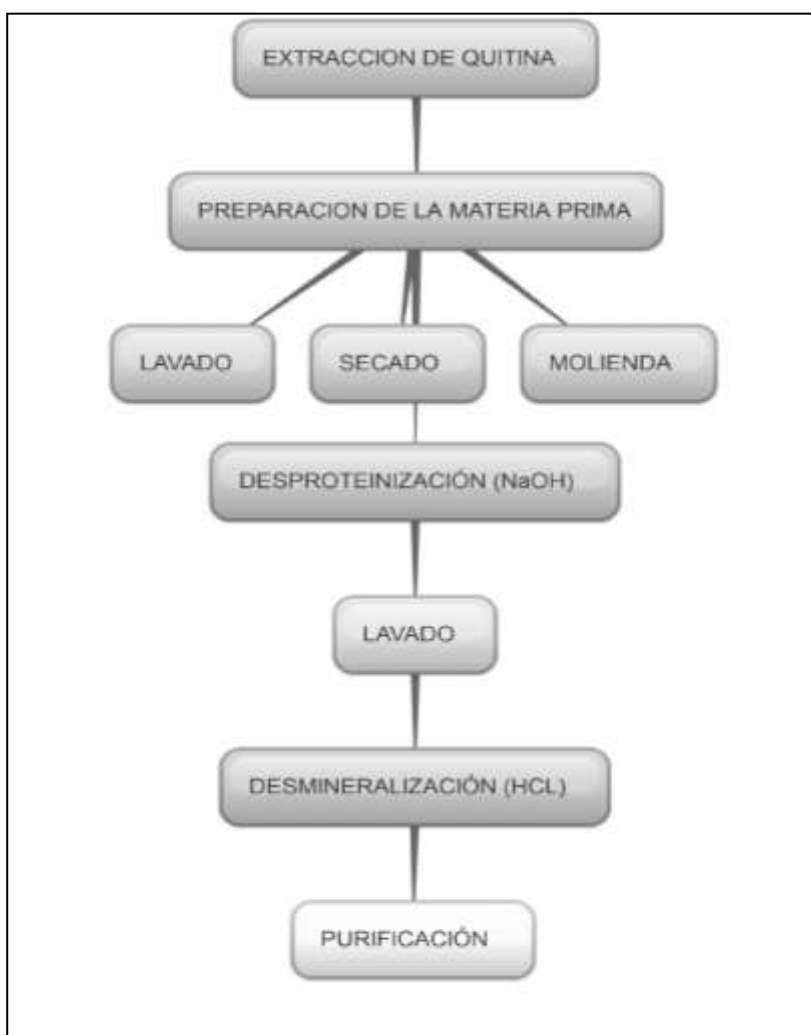 EXTRACCION DE QUITINA
PREPARACION DE LA MATERIA PRIMA
LAVADO
SECADO
MOLIENDA
DESPROTEINIZACIÓN (NaOH)
LAVADO
DESMINERALIZACIÓN (HCL)
PURIFICACIÓN